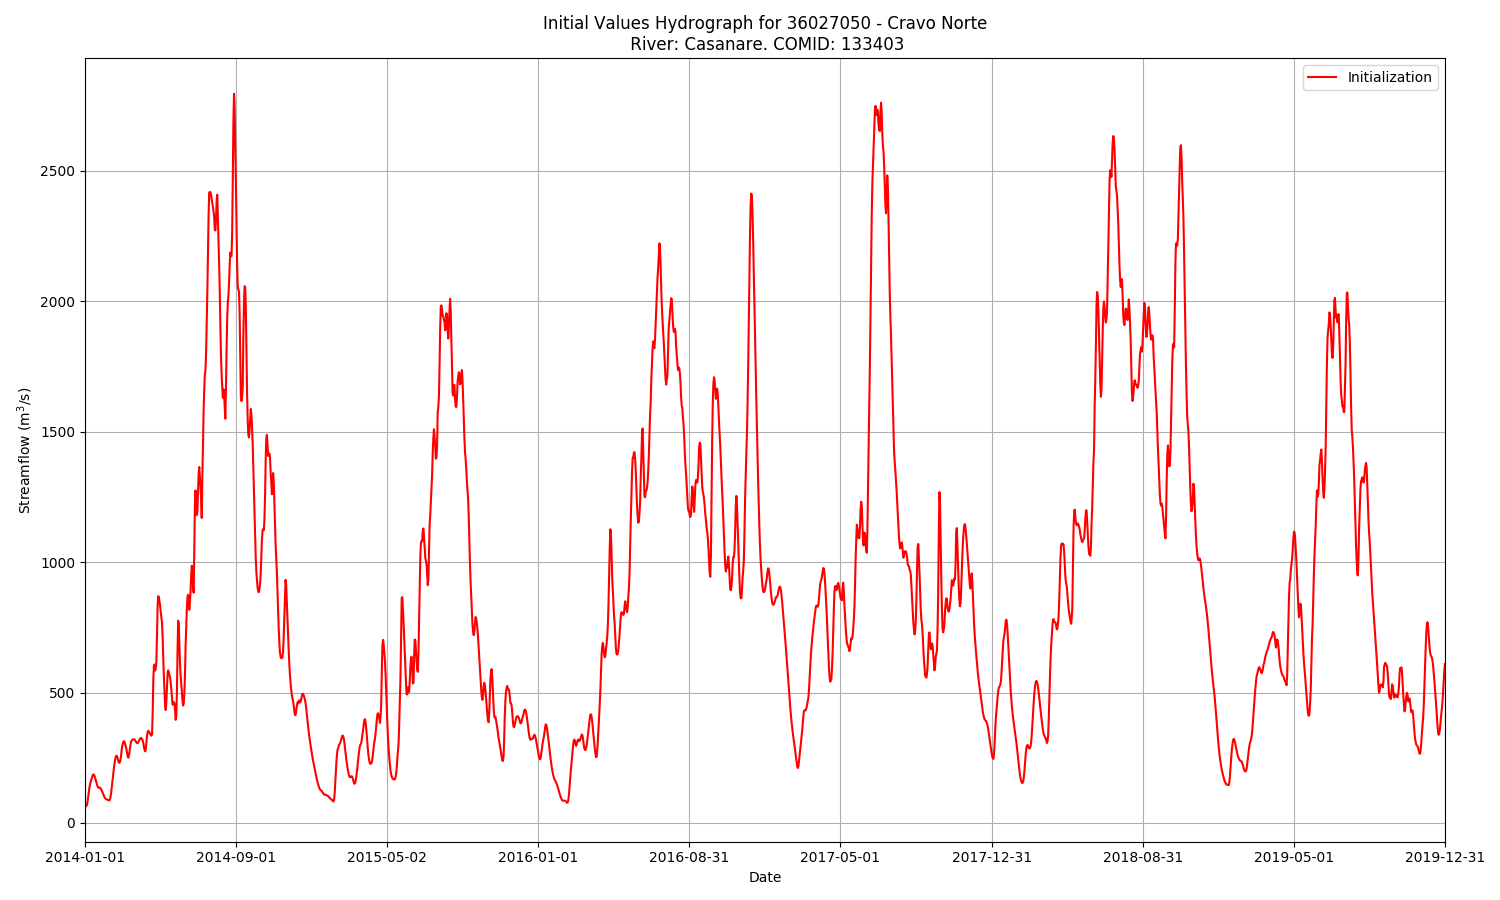 Initial Values Hydrograph for 36027050 - Cravo Norte
River: Casanare. COMID: 133403
Initialization
Streamflow (m³/s)
2500
2000
1500
1000
500
0
2014-01-01 2014-09-01 2015-05-02 2016-01-01 2016-08-31 2017-05-01 2017-12-31 2018-08-31 2019-05-01 2019-12-31
Date